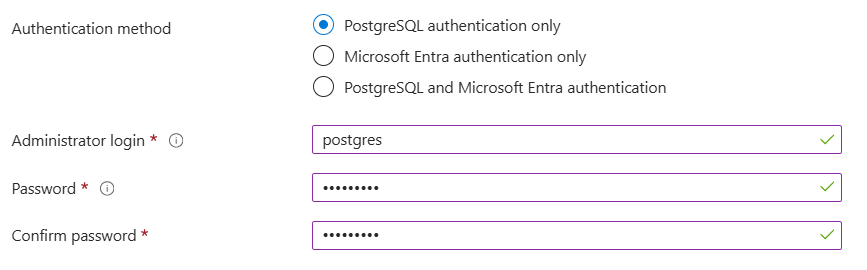 Authentication method
PostgreSQL authentication only
Microsoft Entra authentication only
PostgreSQL and Microsoft Entra authentication
Administrator login * postgres
Password * •••••••••
Confirm password * •••••••••